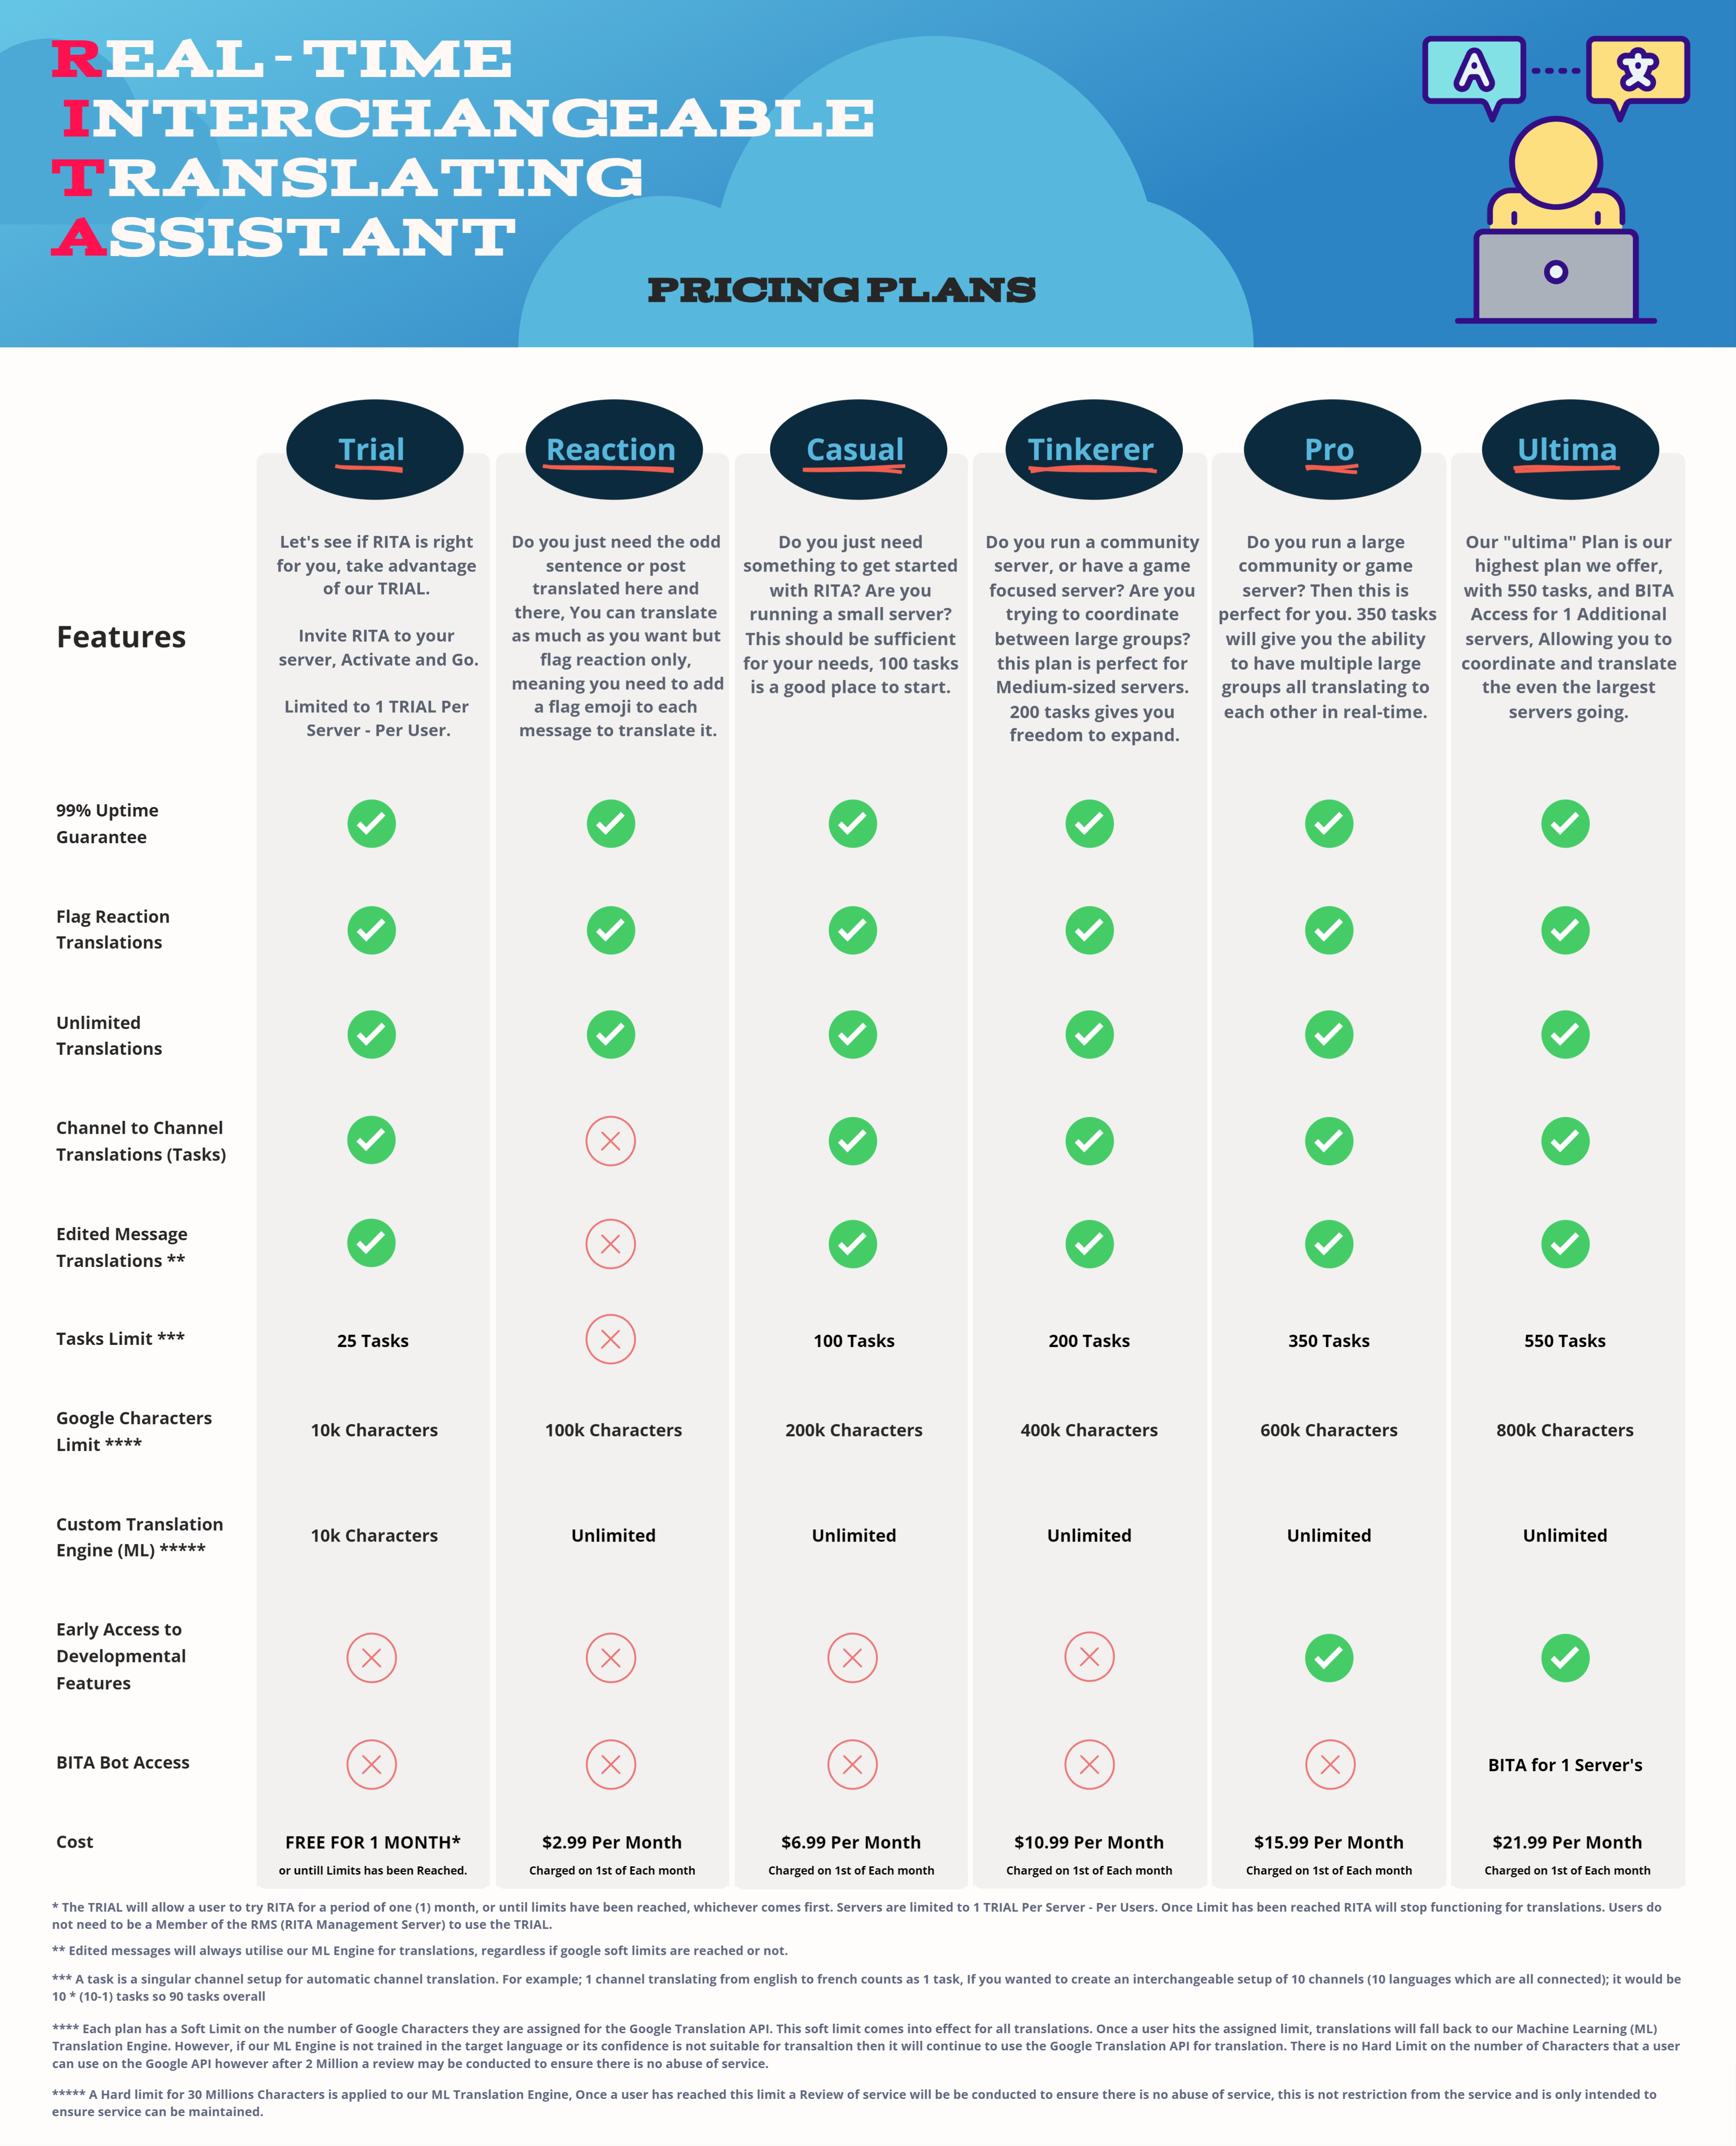 REAL-TIME
INTERCHANGEABLE
TRANSLATING
ASSISTANT
PRICING PLANS
A
文
Trial
Reaction
Casual
Tinkerer
Pro
Ultima
Features
Let's see if RITA is right
for you, take advantage
of our TRIAL.
Invite RITA to your
server, Activate and Go.
Limited to 1 TRIAL Per
Server - Per User.
Do you just need the odd
sentence or post
translated here and
there, You can translate
as much as you want but
flag reaction only,
meaning you need to add
a flag emoji to each
message to translate it.
Do you just need
something to get started
with RITA? Are you
running a small server?
This should be sufficient
for your needs, 100 tasks
is a good place to start.
Do you run a community
server, or have a game
focused server? Are you
trying to coordinate
between large groups?
this plan is perfect for
Medium-sized servers.
200 tasks gives you
freedom to expand.
Do you run a large
community or game
server? Then this is
perfect for you. 350 tasks
will give you the ability
to have multiple large
groups all translating to
each other in real-time.
Our "ultima" Plan is our
highest plan we offer,
with 550 tasks, and BITA
Access for 1 Additional
servers, Allowing you to
coordinate and translate
the even the largest
servers going.
99% Uptime
Guarantee
Flag Reaction
Translations
Unlimited
Translations
Channel to Channel
Translations (Tasks)
Edited Message
Translations **
Tasks Limit ***
25 Tasks
100 Tasks
200 Tasks
350 Tasks
550 Tasks
Google Characters
Limit ****
10k Characters
100k Characters
200k Characters
400k Characters
600k Characters
800k Characters
Custom Translation
Engine (ML) *****
10k Characters
Unlimited
Unlimited
Unlimited
Unlimited
Unlimited
Early Access to
Developmental
Features
BITA Bot Access
BITA for 1 Server's
Cost
FREE FOR 1 MONTH*
or untill Limits has been Reached.
$2.99 Per Month
Charged on 1st of Each month
$6.99 Per Month
Charged on 1st of Each month
$10.99 Per Month
Charged on 1st of Each month
$15.99 Per Month
Charged on 1st of Each month
$21.99 Per Month
Charged on 1st of Each month
* The TRIAL will allow a user to try RITA for a period of one (1) month, or until limits have been reached, whichever comes first. Servers are limited to 1 TRIAL Per Server - Per Users. Once Limit has been reached RITA will stop functioning for translations. Users do
not need to be a Member of the RMS (RITA Management Server) to use the TRIAL.
** Edited messages will always utilise our ML Engine for translations, regardless if google soft limits are reached or not.
*** A task is a singular channel setup for automatic channel translation. For example; 1 channel translating from english to french counts as 1 task, If you wanted to create an interchangeable setup of 10 channels (10 languages which are all connected); it would be
10 * (10-1) tasks so 90 tasks overall
**** Each plan has a Soft Limit on the number of Google Characters they are assigned for the Google Translation API. This soft limit comes into effect for all translations. Once a user hits the assigned limit, translations will fall back to our Machine Learning (ML)
Translation Engine. However, if our ML Engine is not trained in the target language or its confidence is not suitable for transaltion then it will continue to use the Google Translation API for translation. There is no Hard Limit on the number of Characters that a user
can use on the Google API however after 2 Million a review may be conducted to ensure there is no abuse of service.
***** A Hard limit for 30 Millions Characters is applied to our ML Translation Engine, Once a user has reached this limit a Review of service will be be conducted to ensure there is no abuse of service, this is not restriction from the service and is only intended to
ensure service can be maintained.